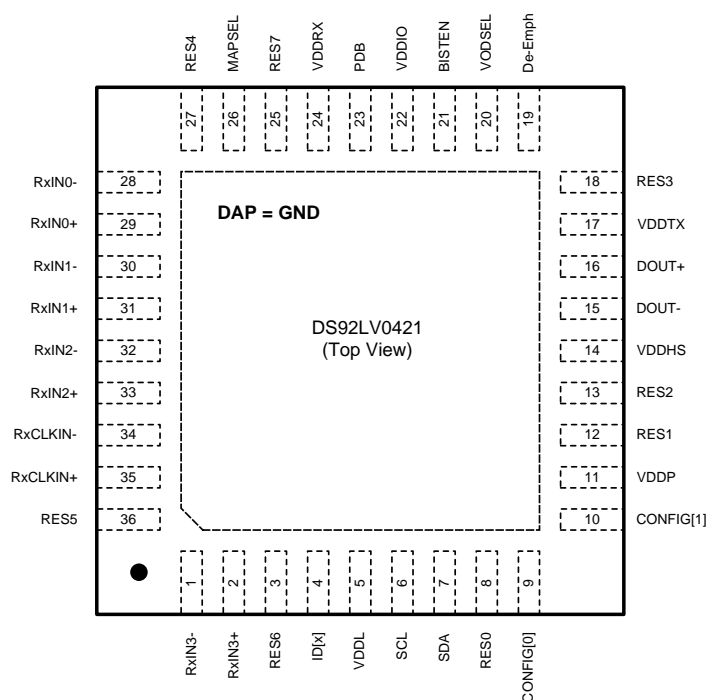 RES4
MAPSEL
RES7
VDDRX
PDB
VDDIO
BISTEN
VODSEL
De-Emph
27
26
25
24
23
22
21
20
19
RxIN0- 28
RxIN0+ 29
RxIN1- 30
RxIN1+ 31
RxIN2- 32
RxIN2+ 33
RxCLKIN- 34
RxCLKIN+ 35
RES5 36
DAP = GND
DS92LV0421
(Top View)
18 RES3
17 VDDTX
16 DOUT+
15 DOUT-
14 VDDHS
13 RES2
12 RES1
11 VDDP
10 CONFIG[1]
1
2
3
4
5
6
7
8
9
RxIN3-
RxIN3+
RES6
ID[x]
VDDL
SCL
SDA
RES0
CONFIG[0]